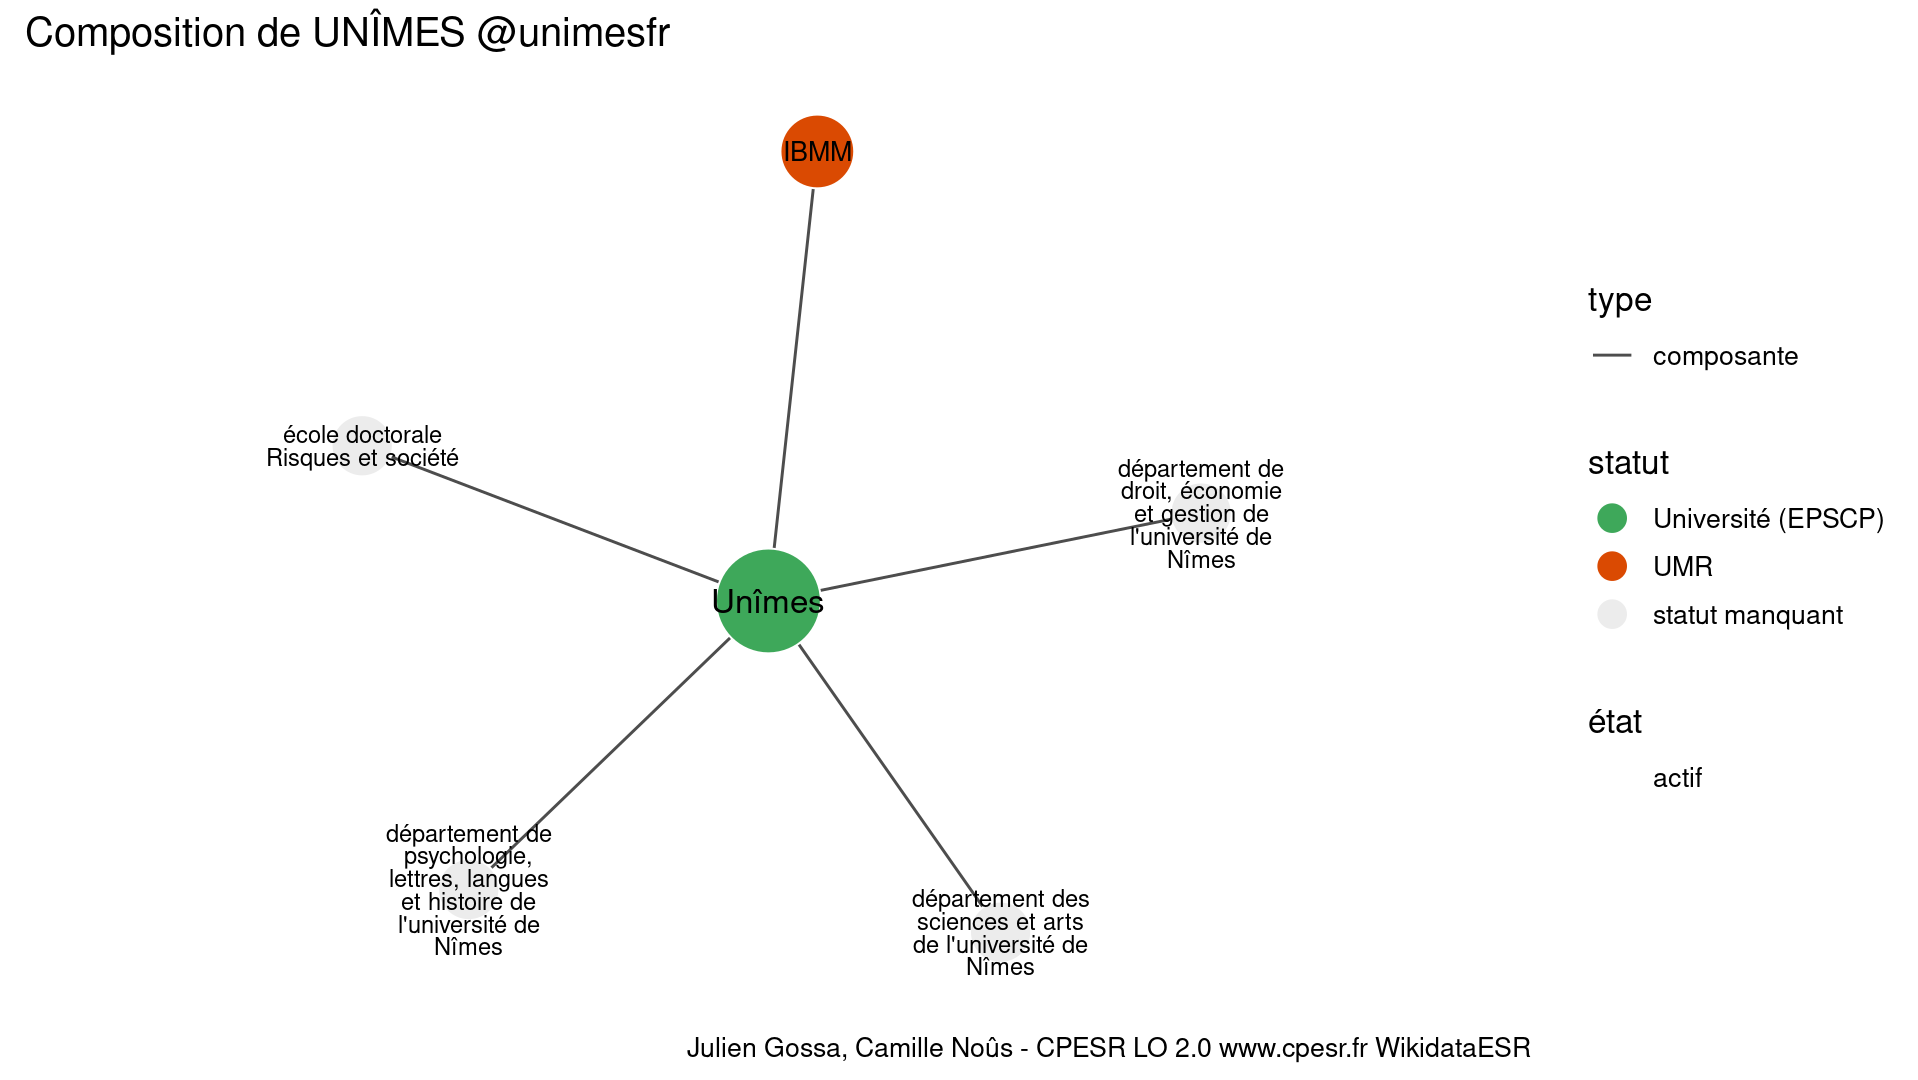 Composition de UNÎMES @unimesfr
IBMM
école doctorale
Risques et société
département de
droit, économie
et gestion de
l'université de
Nîmes
Unîmes
département de
psychologie,
lettres, langues
et histoire de
l'université de
Nîmes
département des
sciences et arts
de l'université de
Nîmes
type
composante
statut
Université (EPSCP)
UMR
statut manquant
état
actif
Julien Gossa, Camille Noûs - CPESR LO 2.0 www.cpesr.fr WikidataESR